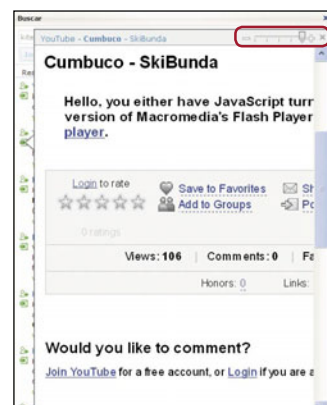 Buscar
YouTube - Cumbuco - SkiBunda
Cumbuco - SkiBunda
Hello, you either have JavaScript turr
version of Macromedia's Flash Player
player.
Login to rate
Save to Favorites
Add to Groups
0 ratings
Views: 106 | Comments: 0 | Fa
Honors: 0 Links:
Would you like to comment?
Join YouTube for a free account, or Login if you are a